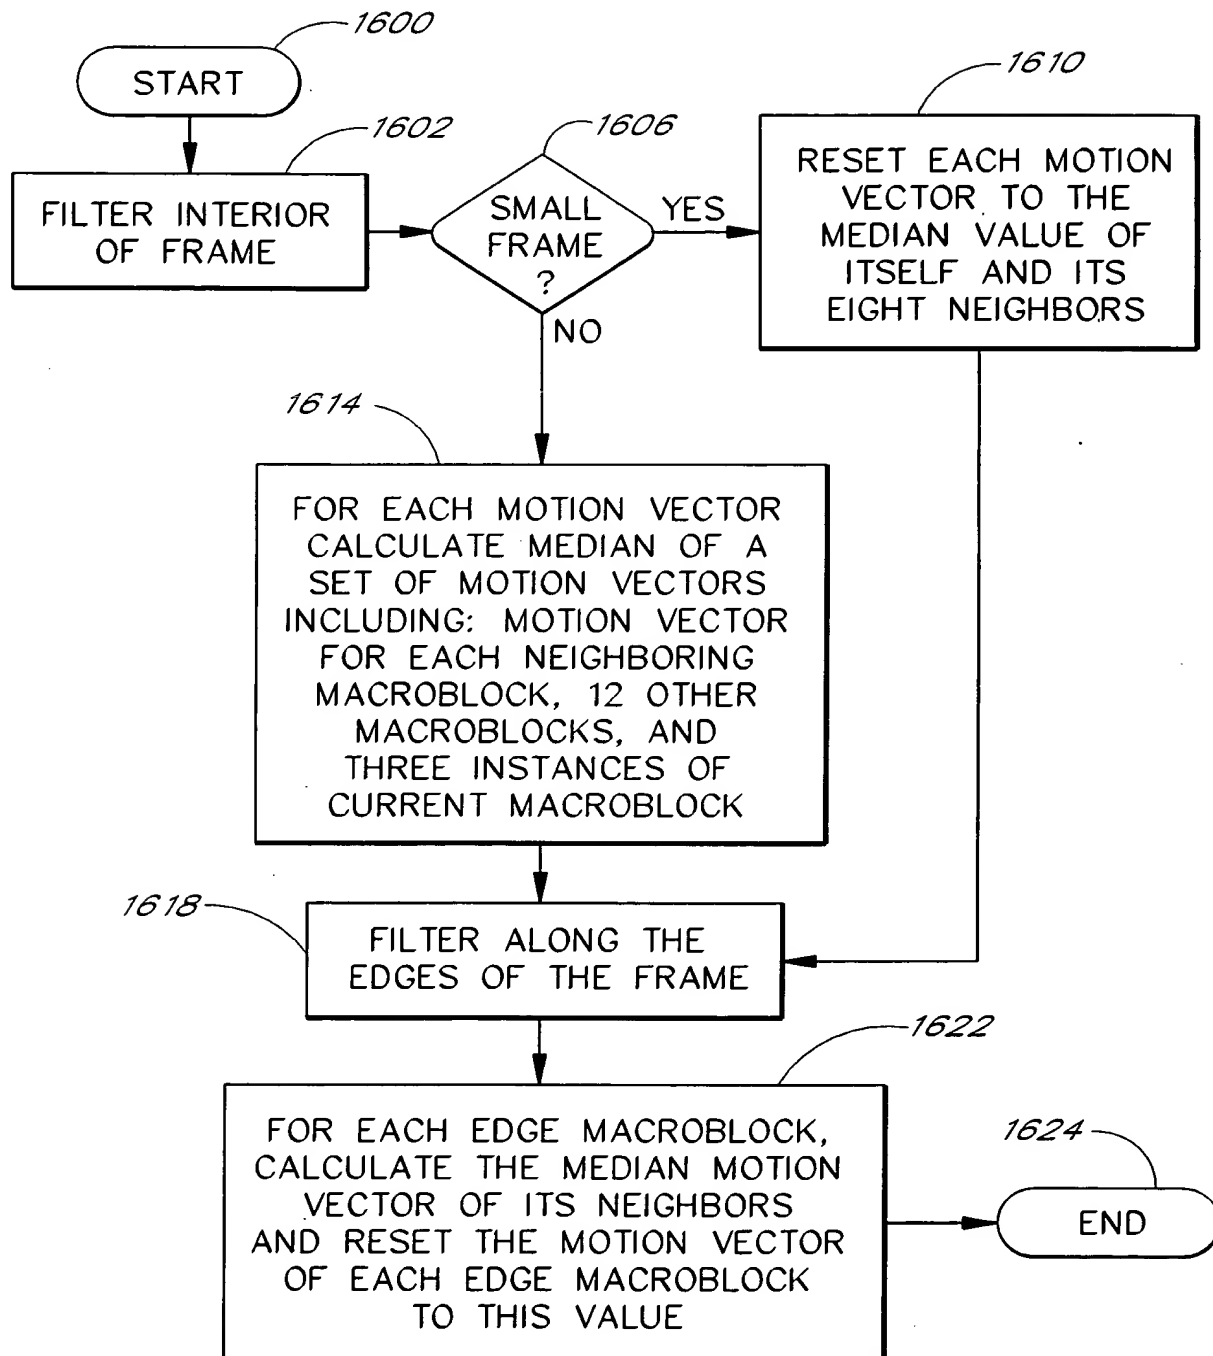 1600
START
1602
FILTER INTERIOR
OF FRAME
1606
SMALL
FRAME
?
YES
NO
1610
RESET EACH MOTION
VECTOR TO THE
MEDIAN VALUE OF
ITSELF AND ITS
EIGHT NEIGHBORS
1614
FOR EACH MOTION VECTOR
CALCULATE MEDIAN OF A
SET OF MOTION VECTORS
INCLUDING: MOTION VECTOR
FOR EACH NEIGHBORING
MACROBLOCK, 12 OTHER
MACROBLOCKS, AND
THREE INSTANCES OF
CURRENT MACROBLOCK
1618
FILTER ALONG THE
EDGES OF THE FRAME
1622
FOR EACH EDGE MACROBLOCK,
CALCULATE THE MEDIAN MOTION
VECTOR OF ITS NEIGHBORS
AND RESET THE MOTION VECTOR
OF EACH EDGE MACROBLOCK
TO THIS VALUE
1624
END